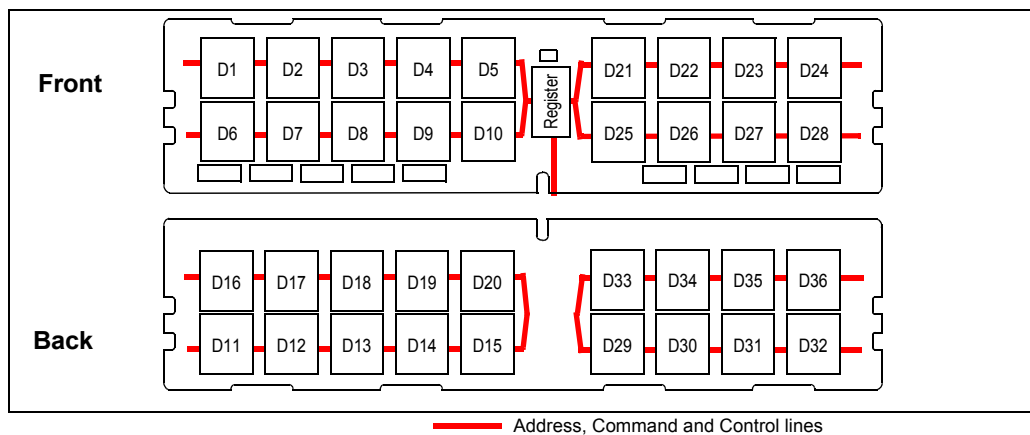 Front
D1 D2 D3 D4 D5 Register D21 D22 D23 D24
D6 D7 D8 D9 D10 D25 D26 D27 D28
Back
D16 D17 D18 D19 D20 D33 D34 D35 D36
D11 D12 D13 D14 D15 D29 D30 D31 D32
Address, Command and Control lines